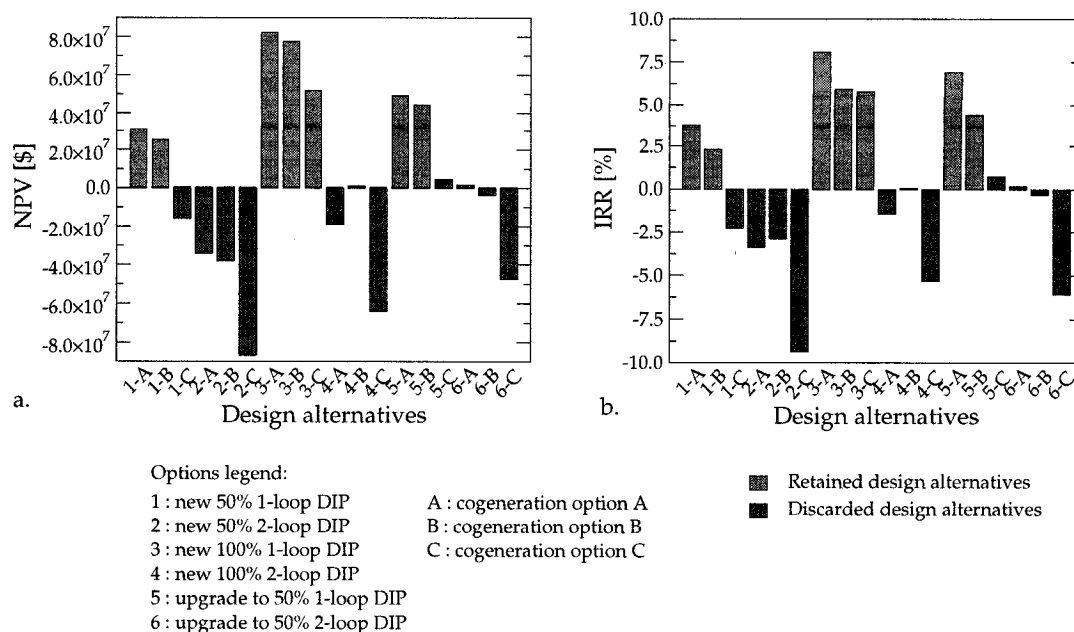 NPV [$]
8.0×10⁷
6.0×10⁷
4.0×10⁷
2.0×10⁷
0.0
-2.0×10⁷
-4.0×10⁷
-6.0×10⁷
-8.0×10⁷
1-A 1-B 1-C 2-A 2-B 2-C 3-A 3-B 3-C 4-A 4-B 4-C 5-A 5-B 5-C 6-A 6-B 6-C
Design alternatives
a.
IRR [%]
10.0
7.5
5.0
2.5
0.0
-2.5
-5.0
-7.5
-10.0
1-A 1-B 1-C 2-A 2-B 2-C 3-A 3-B 3-C 4-A 4-B 4-C 5-A 5-B 5-C 6-A 6-B 6-C
Design alternatives
b.
Options legend:
1 : new 50% 1-loop DIP
2 : new 50% 2-loop DIP
3 : new 100% 1-loop DIP
4 : new 100% 2-loop DIP
5 : upgrade to 50% 1-loop DIP
6 : upgrade to 50% 2-loop DIP
A : cogeneration option A
B : cogeneration option B
C : cogeneration option C
Retained design alternatives
Discarded design alternatives